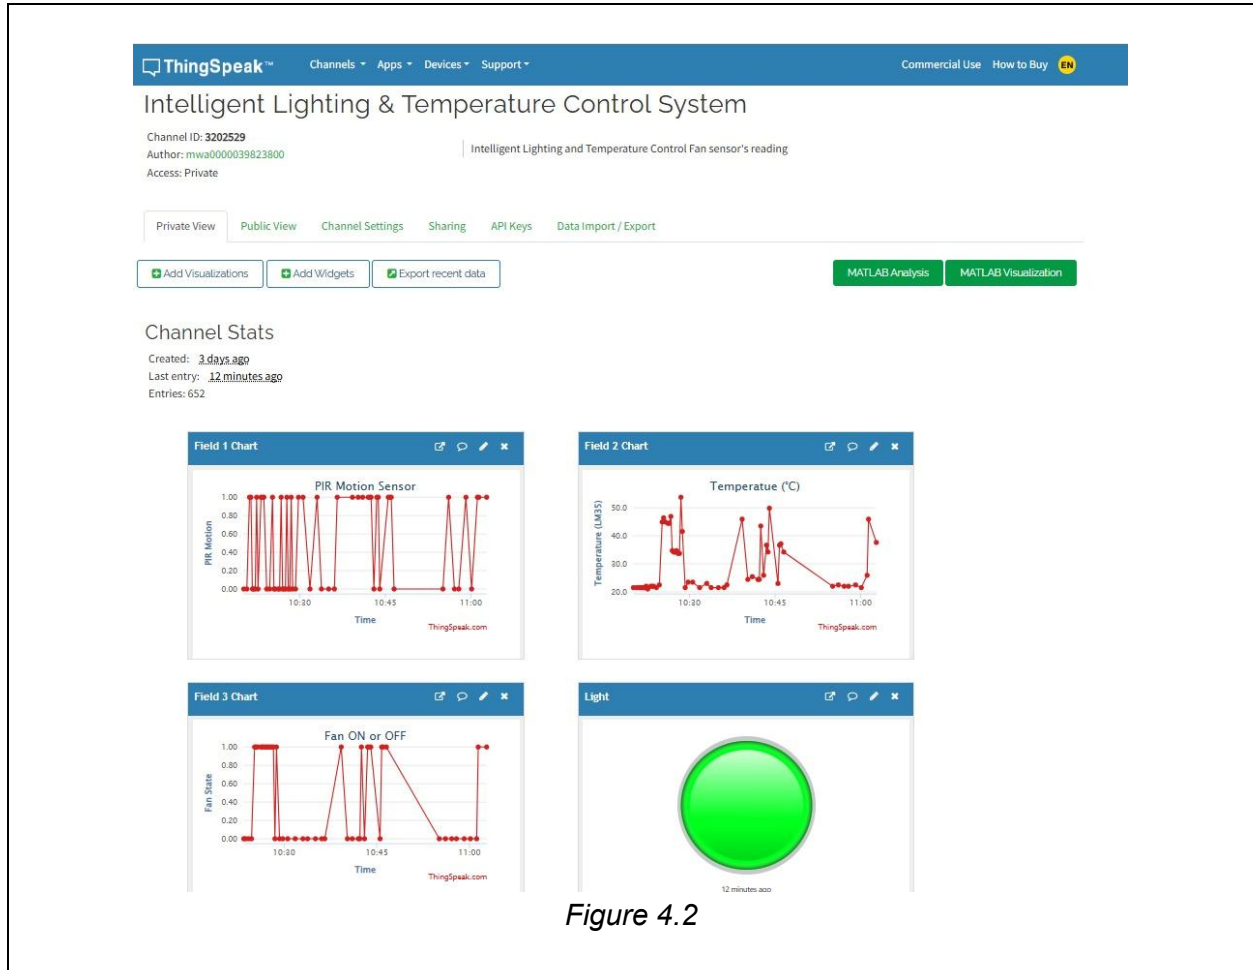 ThingSpeak™ Channels Apps Devices Support Commercial Use How to Buy EN
Intelligent Lighting & Temperature Control System
Channel ID: 3202529
Author: mwa0000039823800
Access: Private
Intelligent Lighting and Temperature Control Fan sensor's reading
Private View Public View Channel Settings Sharing API Keys Data Import / Export
Add Visualizations Add Widgets Export recent data MATLAB Analysis MATLAB Visualization
Channel Stats
Created: 3 days ago
Last entry: 12 minutes ago
Entries: 652
Field 1 Chart
PIR Motion Sensor
PIR Motion
1.00
0.80
0.60
0.40
0.20
0.00
10:30 10:45 11:00
Time
ThingSpeak.com
Field 2 Chart
Temperatue (°C)
Temperature (LM35)
50.0
40.0
30.0
20.0
10:30 10:45 11:00
Time
ThingSpeak.com
Field 3 Chart
Fan ON or OFF
Fan State
1.00
0.80
0.60
0.40
0.20
0.00
10:30 10:45 11:00
Time
ThingSpeak.com
Light
12 minutes ago
Figure 4.2